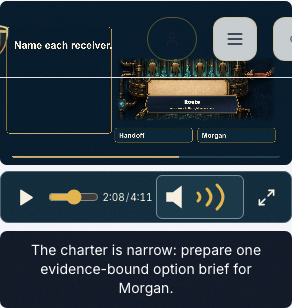 Name each receiver.
Route
Handoff
Morgan
2:08/4:11
The charter is narrow: prepare one
evidence-bound option brief for
Morgan.